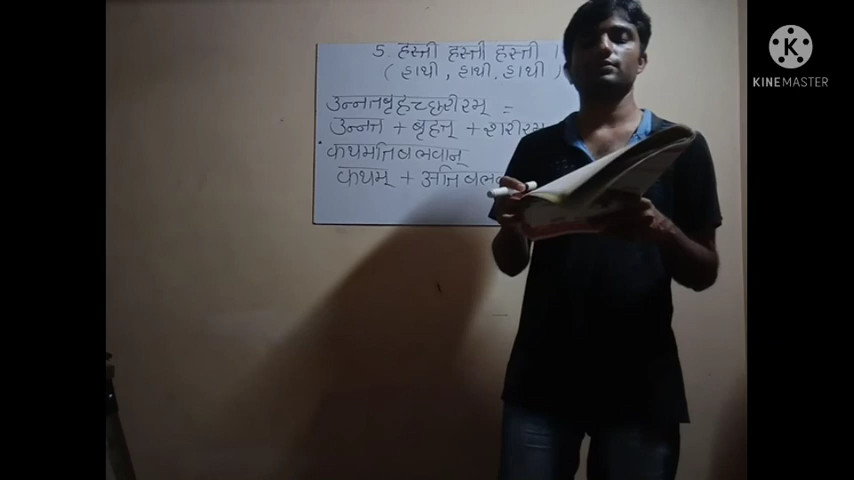 5. हस्ती हस्ती हस्ती ।
( हाथी , हाथी, हाथी )
उन्नतबृहच्छरीरम् =
उन्नत + बृहत् + शरीरम्
कथमतिबलवान्
कथम् + अतिबलव
K
KINEMASTER